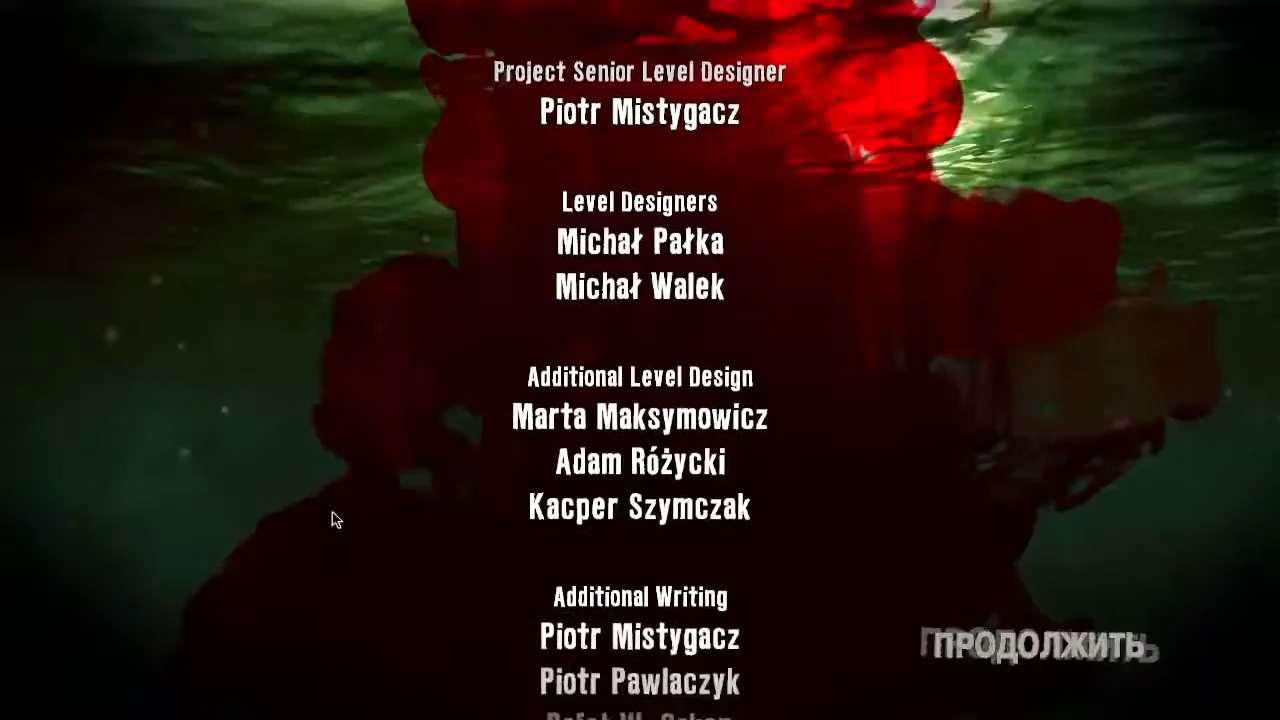 Project Senior Level Designer
Piotr Mistygacz
Level Designers
Michał Pałka
Michał Walek
Additional Level Design
Marta Maksymowicz
Adam Różycki
Kacper Szymczak
Additional Writing
Piotr Mistygacz
Piotr Pawlaczyk
ПРОДОЛЖИТЬ